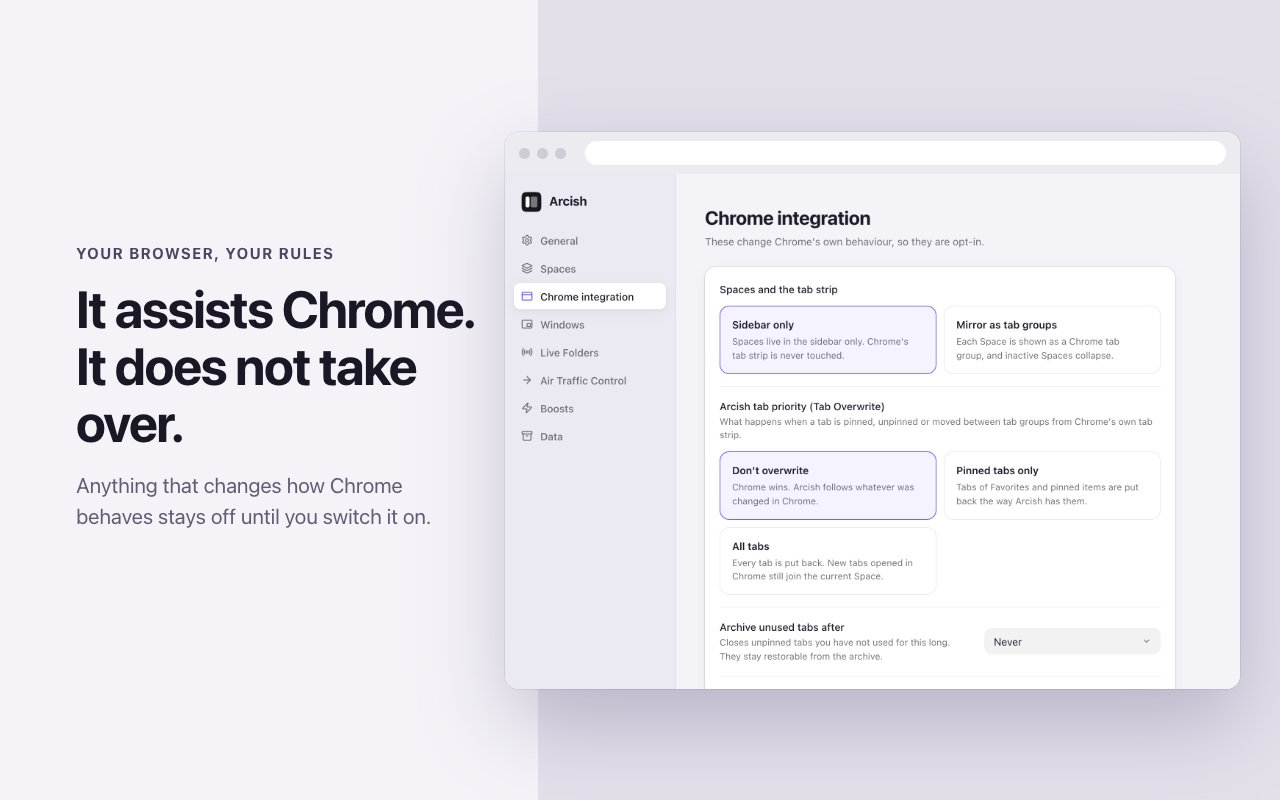 YOUR BROWSER, YOUR RULES
It assists Chrome.
It does not take
over.
Anything that changes how Chrome
behaves stays off until you switch it on.
Arcish
General
Spaces
Chrome integration
Windows
Live Folders
Air Traffic Control
Boosts
Data
Chrome integration
These change Chrome's own behaviour, so they are opt-in.
Spaces and the tab strip
Sidebar only
Spaces live in the sidebar only. Chrome's
tab strip is never touched.
Mirror as tab groups
Each Space is shown as a Chrome tab
group, and inactive Spaces collapse.
Arcish tab priority (Tab Overwrite)
What happens when a tab is pinned, unpinned or moved between tab groups from Chrome's own tab
strip.
Don't overwrite
Chrome wins. Arcish follows whatever was
changed in Chrome.
Pinned tabs only
Tabs of Favorites and pinned items are put
back the way Arcish has them.
All tabs
Every tab is put back. New tabs opened in
Chrome still join the current Space.
Archive unused tabs after
Closes unpinned tabs you have not used for this long.
They stay restorable from the archive.
Never